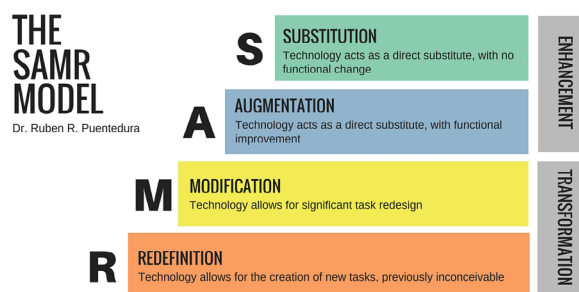 THE
SAMR
MODEL
Dr. Ruben R. Puentedura
S
SUBSTITUTION
Technology acts as a direct substitute, with no
functional change
A
AUGMENTATION
Technology acts as a direct substitute, with functional
improvement
ENHANCEMENT
M
MODIFICATION
Technology allows for significant task redesign
R
REDEFINITION
Technology allows for the creation of new tasks, previously inconceivable
TRANSFORMATION